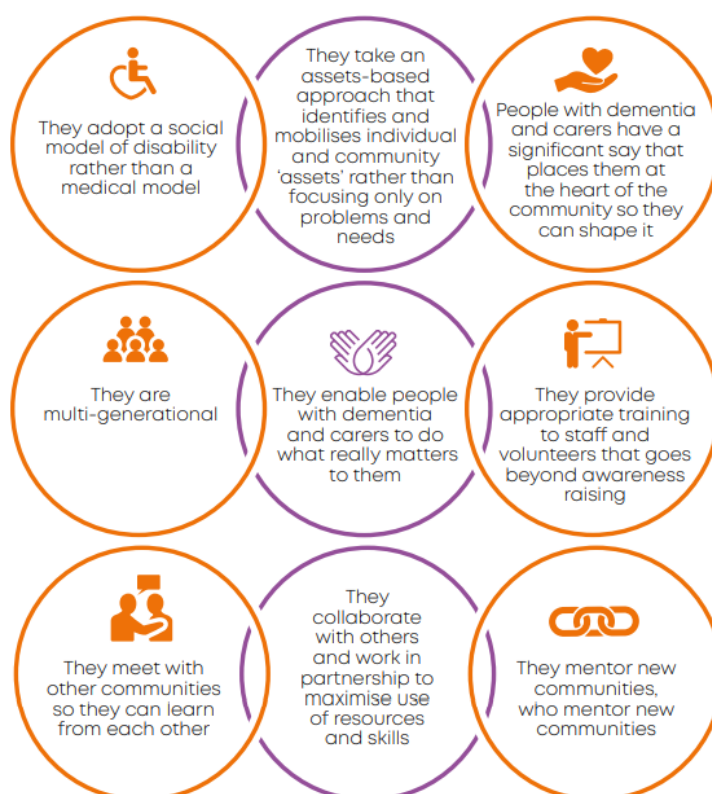 They adopt a social
model of disability
rather than a
medical model
They take an
assets-based
approach that
identifies and
mobilises individual
and community
‘assets’ rather than
focusing only on
problems and
needs
People with dementia
and carers have a
significant say that
places them at
the heart of the
community so they
can shape it
They are
multi-generational
They enable people
with dementia
and carers to do
what really matters
to them
They provide
appropriate training
to staff and
volunteers that goes
beyond awareness
raising
They meet with
other communities
so they can learn
from each other
They
collaborate
with others
and work in
partnership to
maximise use
of resources
and skills
They mentor new
communities,
who mentor new
communities